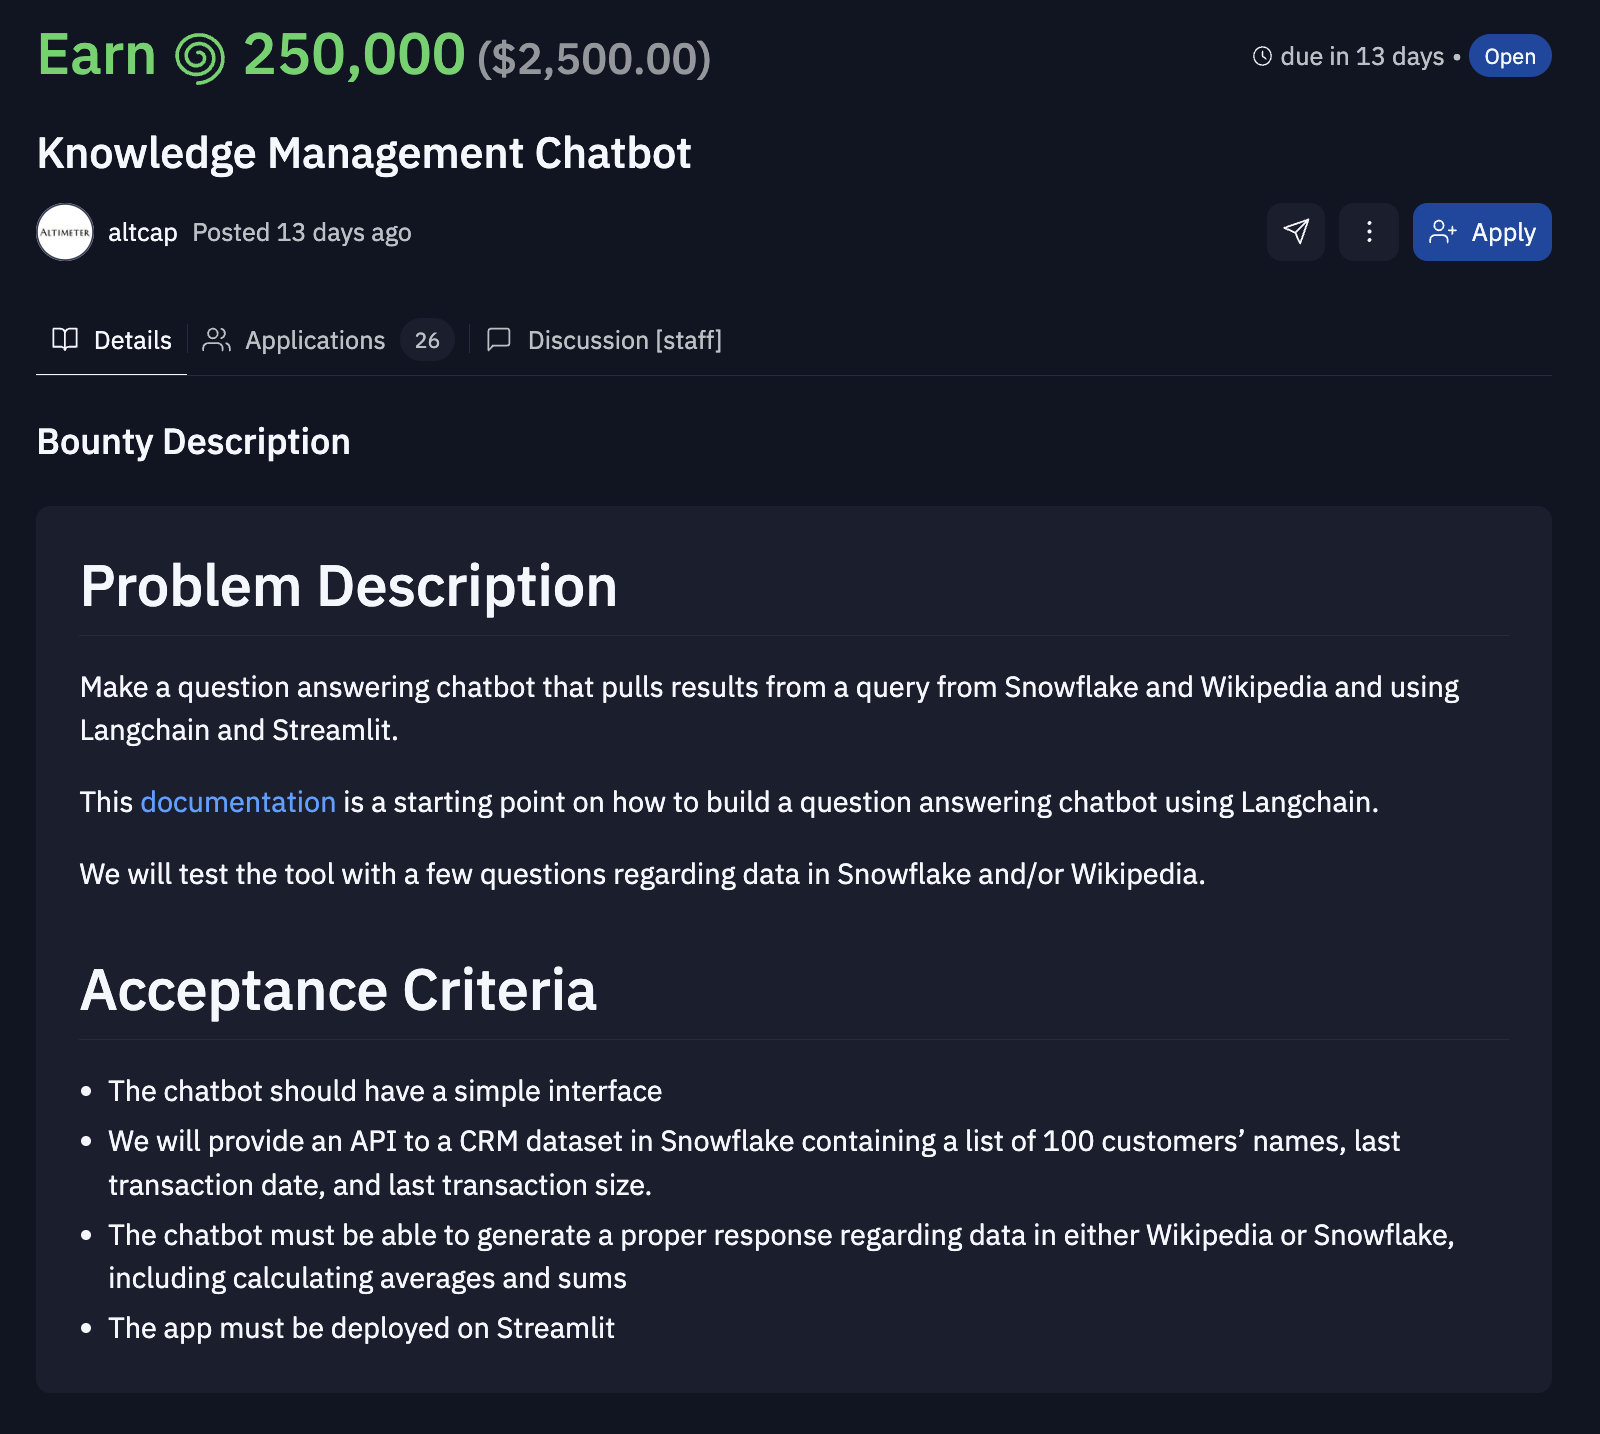 Earn 250,000 ($2,500.00)
due in 13 days • Open
Knowledge Management Chatbot
ALTIMETER altcap Posted 13 days ago
Apply
Details Applications 26 Discussion [staff]
Bounty Description
Problem Description
Make a question answering chatbot that pulls results from a query from Snowflake and Wikipedia and using
Langchain and Streamlit.
This documentation is a starting point on how to build a question answering chatbot using Langchain.
We will test the tool with a few questions regarding data in Snowflake and/or Wikipedia.
Acceptance Criteria
• The chatbot should have a simple interface
• We will provide an API to a CRM dataset in Snowflake containing a list of 100 customers’ names, last
transaction date, and last transaction size.
• The chatbot must be able to generate a proper response regarding data in either Wikipedia or Snowflake,
including calculating averages and sums
• The app must be deployed on Streamlit